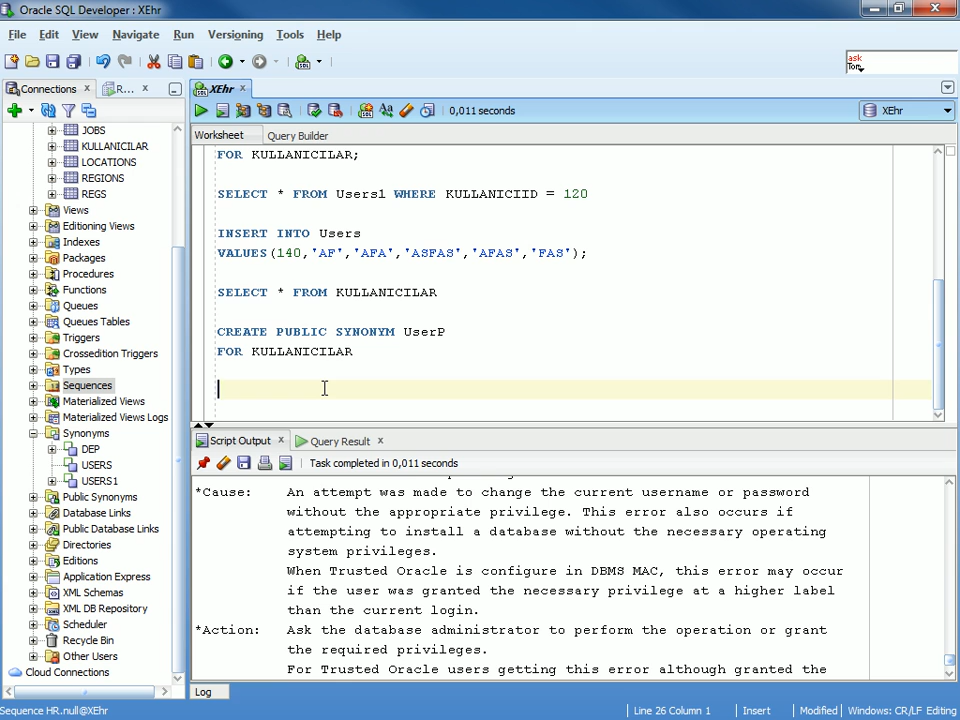 Oracle SQL Developer : XEhr
File Edit View Navigate Run Versioning Tools Help
ask
Tom
Connections R...
XEhr
0,011 seconds
XEhr
Worksheet Query Builder
JOBS
KULLANICILAR
LOCATIONS
REGIONS
REGS
Views
Editioning Views
Indexes
Packages
Procedures
Functions
Queues
Queues Tables
Triggers
Crossedition Triggers
Types
Sequences
Materialized Views
Materialized Views Logs
Synonyms
DEP
USERS
USERS1
Public Synonyms
Database Links
Public Database Links
Directories
Editions
Application Express
XML Schemas
XML DB Repository
Scheduler
Recycle Bin
Other Users
Cloud Connections
FOR KULLANICILAR;
SELECT * FROM Users1 WHERE KULLANICIID = 120
INSERT INTO Users
VALUES(140,'AF','AFA','ASFAS','AFAS','FAS');
SELECT * FROM KULLANICILAR
CREATE PUBLIC SYNONYM UserP
FOR KULLANICILAR
Script Output Query Result
Task completed in 0,011 seconds
*Cause: An attempt was made to change the current username or password
without the appropriate privilege. This error also occurs if
attempting to install a database without the necessary operating
system privileges.
When Trusted Oracle is configure in DBMS MAC, this error may occur
if the user was granted the necessary privilege at a higher label
than the current login.
*Action: Ask the database administrator to perform the operation or grant
the required privileges.
For Trusted Oracle users getting this error although granted the
Log
Sequence HR.null@XEhr
Line 26 Column 1 Insert Modified Windows: CR/LF Editing